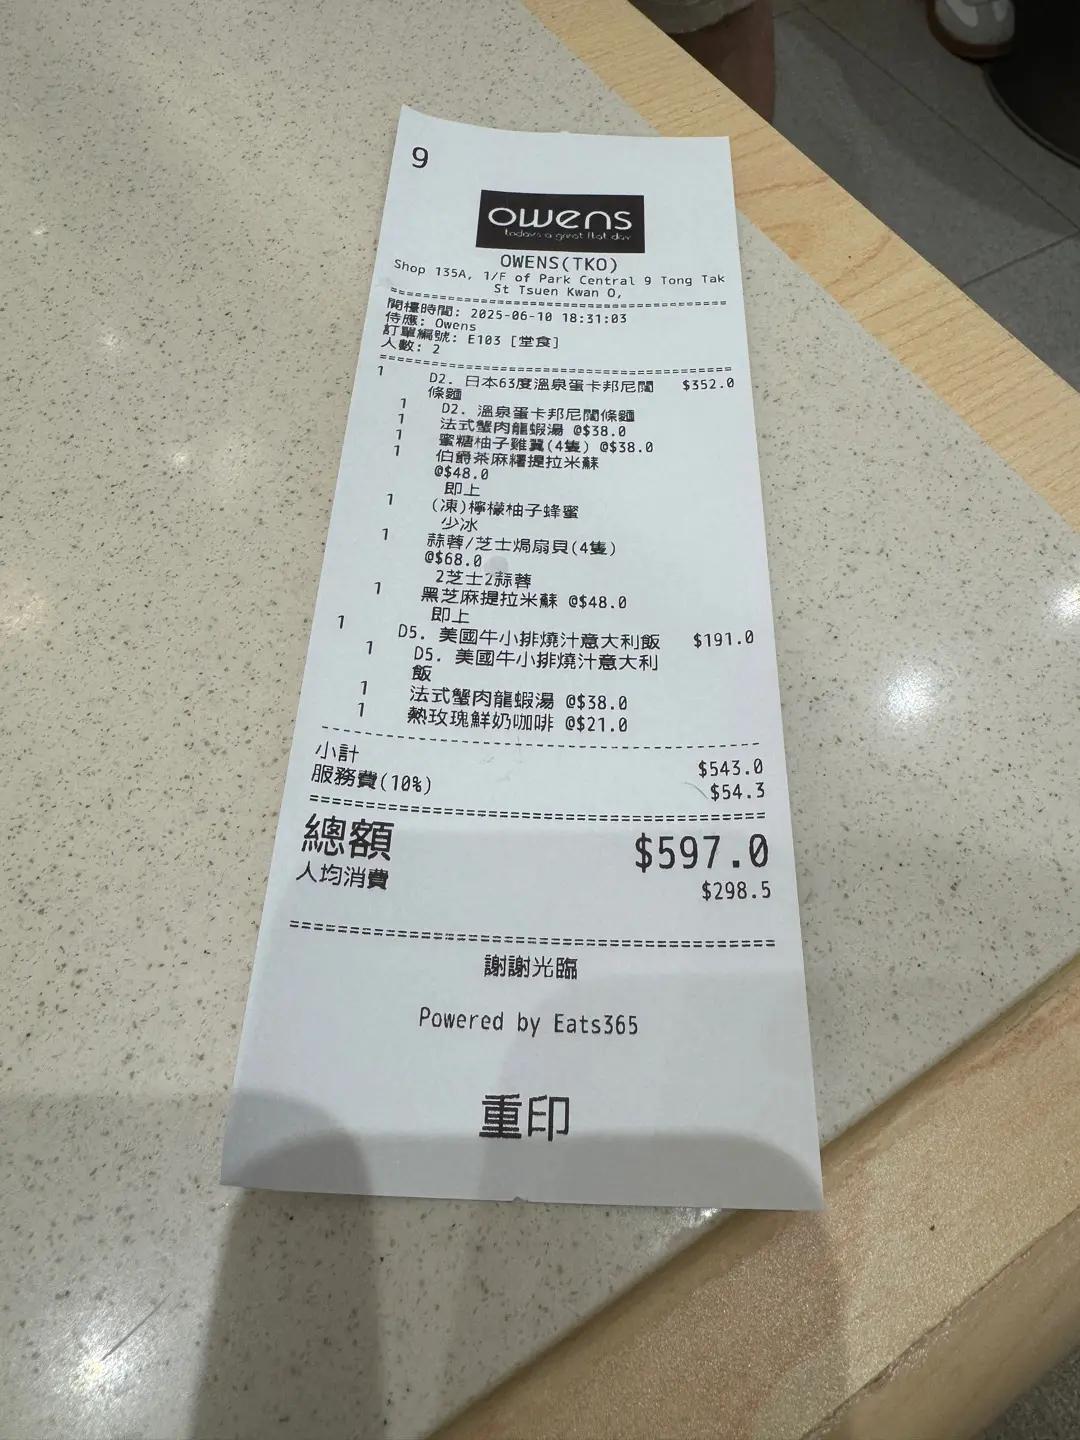 9
owens
today's a great that day
OWENS(TKO)
Shop 135A, 1/F of Park Central 9 Tong Tak
St Tsuen Kwan O,
開檯時間: 2025-06-10 18:31:03
侍應: Owens
訂單編號: E103 [堂食]
人數: 2
1 D2. 日本63度溫泉蛋卡邦尼闊 $352.0
條麵
1 D2. 溫泉蛋卡邦尼闊條麵
1 法式蟹肉龍蝦湯 @$38.0
1 蜜糖柚子雞翼(4隻) @$38.0
1 伯爵茶麻糬提拉米蘇
@$48.0
即上
1 (凍)檸檬柚子蜂蜜
少冰
1 蒜蓉/芝士焗扇貝(4隻)
@$68.0
2芝士2蒜蓉
1 黑芝麻提拉米蘇 @$48.0
即上
1 D5. 美國牛小排燒汁意大利飯 $191.0
1 D5. 美國牛小排燒汁意大利
飯
1 法式蟹肉龍蝦湯 @$38.0
1 熱玫瑰鮮奶咖啡 @$21.0
小計 $543.0
服務費(10%) $54.3
總額 $597.0
人均消費 $298.5
謝謝光臨
Powered by Eats365
重印